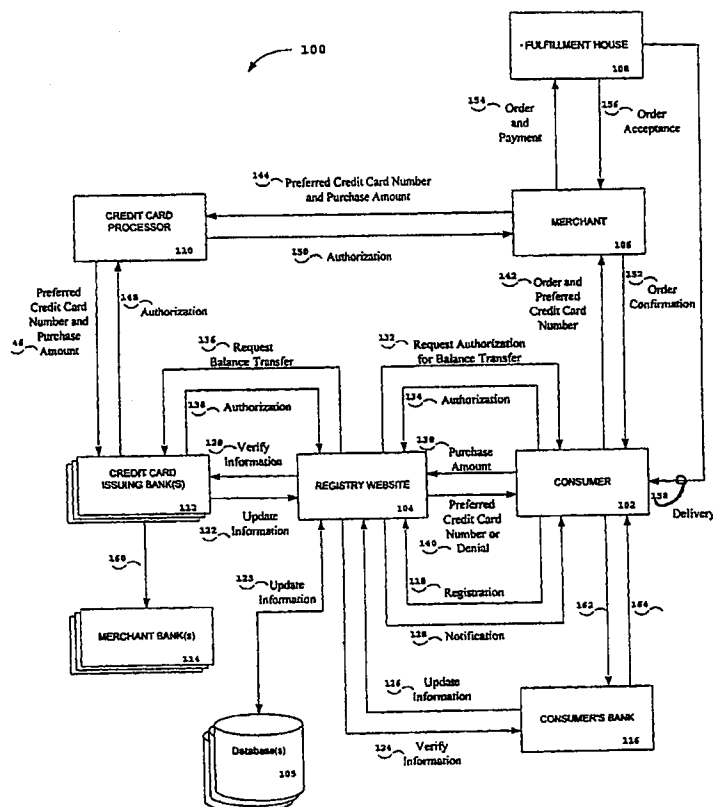 100
FULFILLMENT HOUSE
108
154
Order
and
Payment
156
Order
Acceptance
144
Preferred Credit Card Number
and Purchase Amount
CREDIT CARD
PROCESSOR
110
MERCHANT
106
150
Authorization
142
Order and
Preferred
Credit Card
Number
152
Order
Confirmation
Preferred
Credit Card
Number and
Purchase
Amount
46
148
Authorization
136
Request
Balance Transfer
132
Request Authorization
for Balance Transfer
138
Authorization
134
Authorization
120
Verify
Information
130
Purchase
Amount
CREDIT CARD
ISSUING BANK(S)
112
REGISTRY WEBSITE
104
CONSUMER
102
158
Delivery
122
Update
Information
Preferred
Credit Card
Number or
Denial
140
160
123
Update
Information
118
Registration
162
164
MERCHANT BANK(s)
114
128
Notification
126
Update
Information
CONSUMER'S BANK
116
Database(s)
105
124
Verify
Information